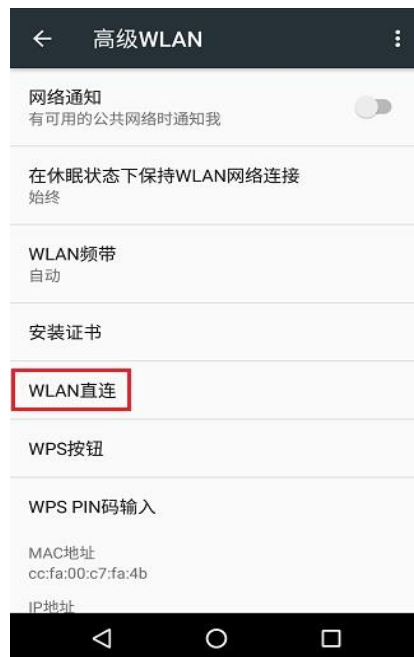 高级WLAN
网络通知
有可用的公共网络时通知我
在休眠状态下保持WLAN网络连接
始终
WLAN频带
自动
安装证书
WLAN直连
WPS按钮
WPS PIN码输入
MAC地址
cc:fa:00:c7:fa:4b
IP地址